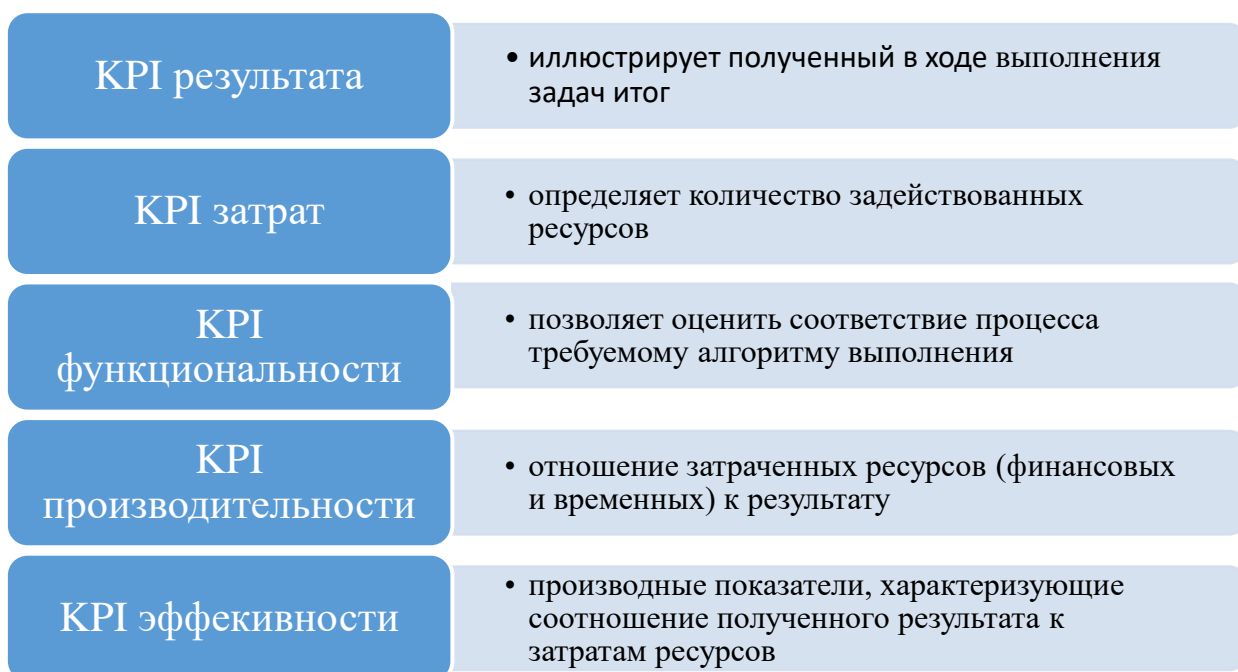 KPI результата
• иллюстрирует полученный в ходе выполнения
задач итог
KPI затрат
• определяет количество задействованных
ресурсов
KPI
функциональности
• позволяет оценить соответствие процесса
требуемому алгоритму выполнения
KPI
производительности
• отношение затраченных ресурсов (финансовых
и временных) к результату
KPI эффекивности
• производные показатели, характеризующие
соотношение полученного результата к
затратам ресурсов